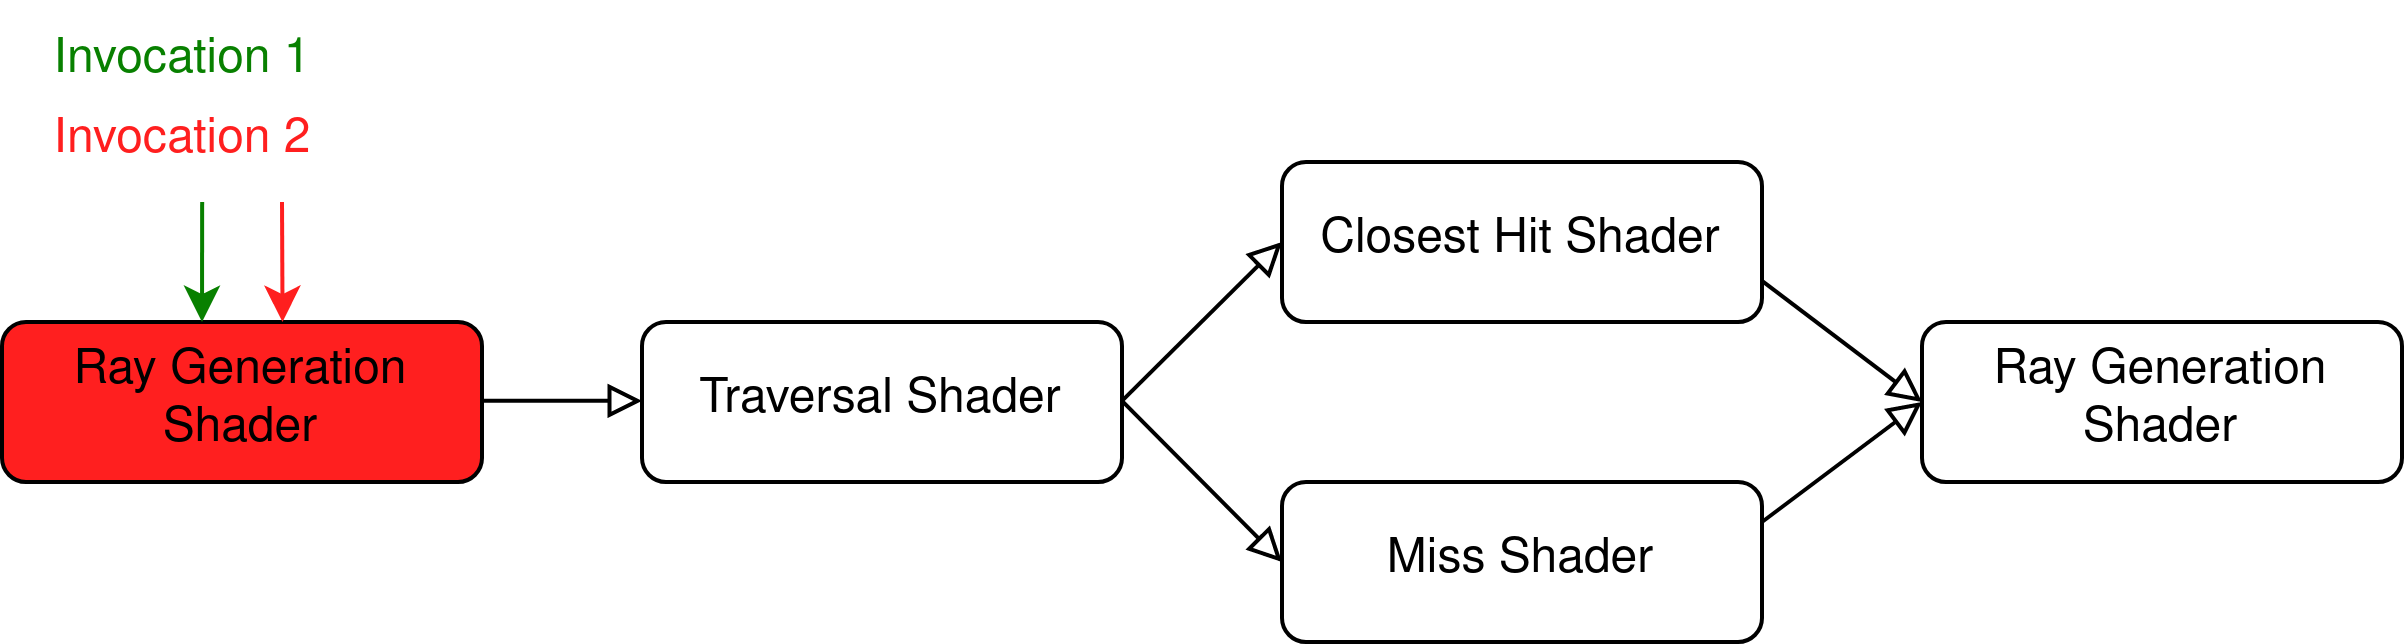 Invocation 1
Invocation 2
Ray Generation
Shader
Traversal Shader
Closest Hit Shader
Miss Shader
Ray Generation
Shader